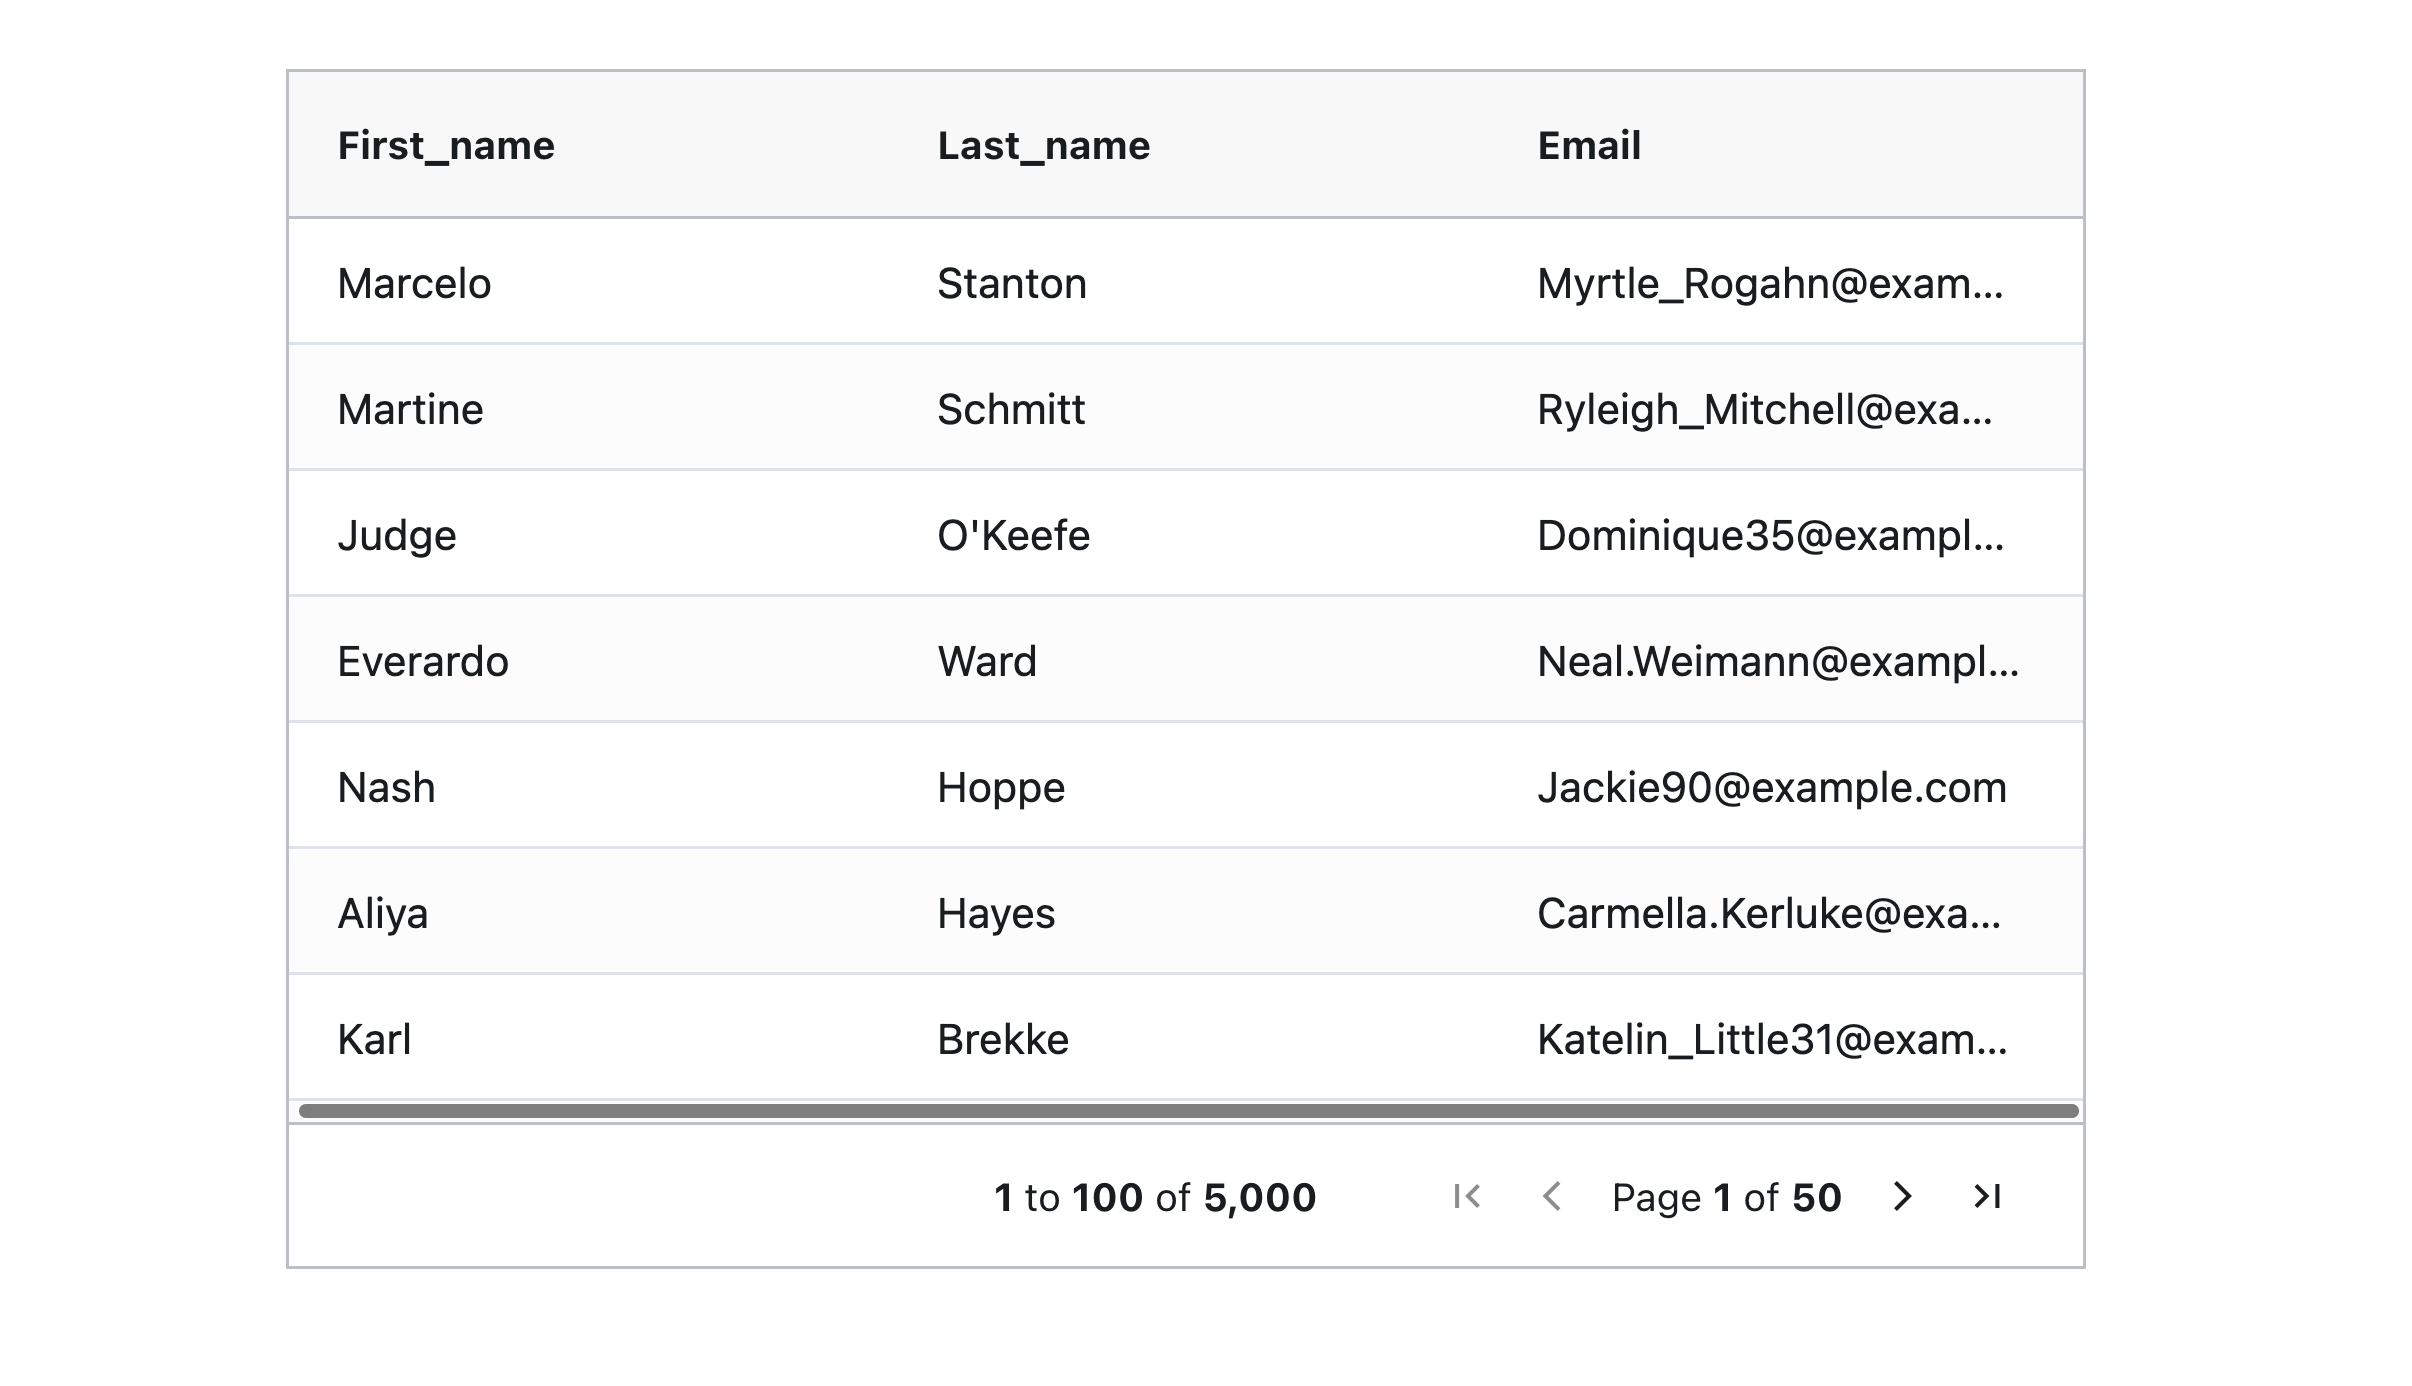 First_name Last_name Email
Marcelo Stanton Myrtle_Rogahn@exam...
Martine Schmitt Ryleigh_Mitchell@exa...
Judge O'Keefe Dominique35@exampl...
Everardo Ward Neal.Weimann@exampl...
Nash Hoppe Jackie90@example.com
Aliya Hayes Carmella.Kerluke@exa...
Karl Brekke Katelin_Little31@exam...
1 to 100 of 5,000 Page 1 of 50